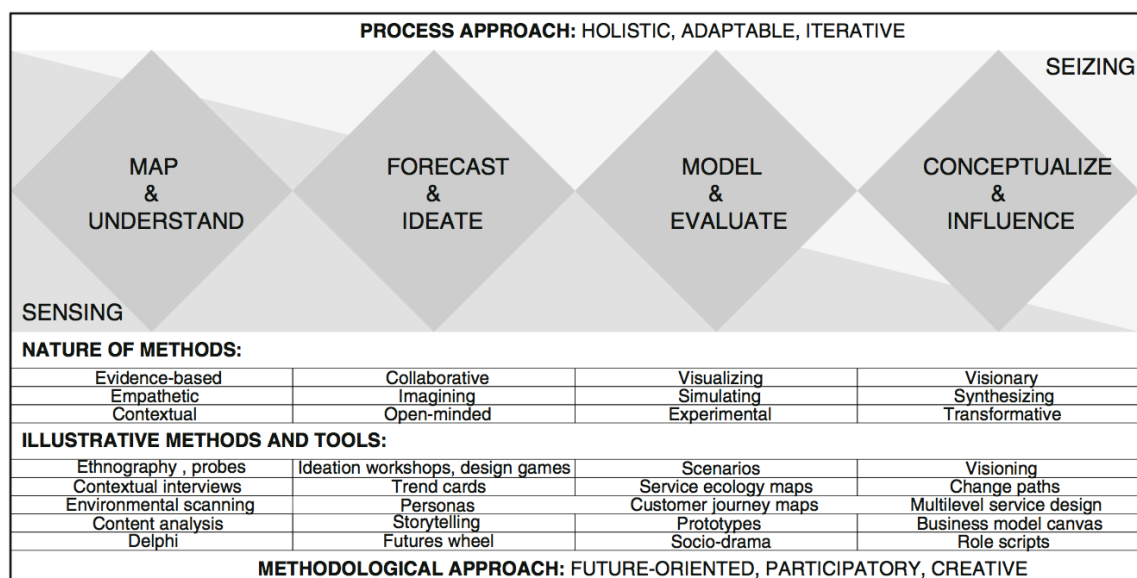 PROCESS APPROACH: HOLISTIC, ADAPTABLE, ITERATIVE
SEIZING
MAP
&
UNDERSTAND
FORECAST
&
IDEATE
MODEL
&
EVALUATE
CONCEPTUALIZE
&
INFLUENCE
SENSING
NATURE OF METHODS:
Evidence-based Collaborative Visualizing Visionary
Empathetic Imagining Simulating Synthesizing
Contextual Open-minded Experimental Transformative
ILLUSTRATIVE METHODS AND TOOLS:
Ethnography , probes Ideation workshops, design games Scenarios Visioning
Contextual interviews Trend cards Service ecology maps Change paths
Environmental scanning Personas Customer journey maps Multilevel service design
Content analysis Storytelling Prototypes Business model canvas
Delphi Futures wheel Socio-drama Role scripts
METHODOLOGICAL APPROACH: FUTURE-ORIENTED, PARTICIPATORY, CREATIVE